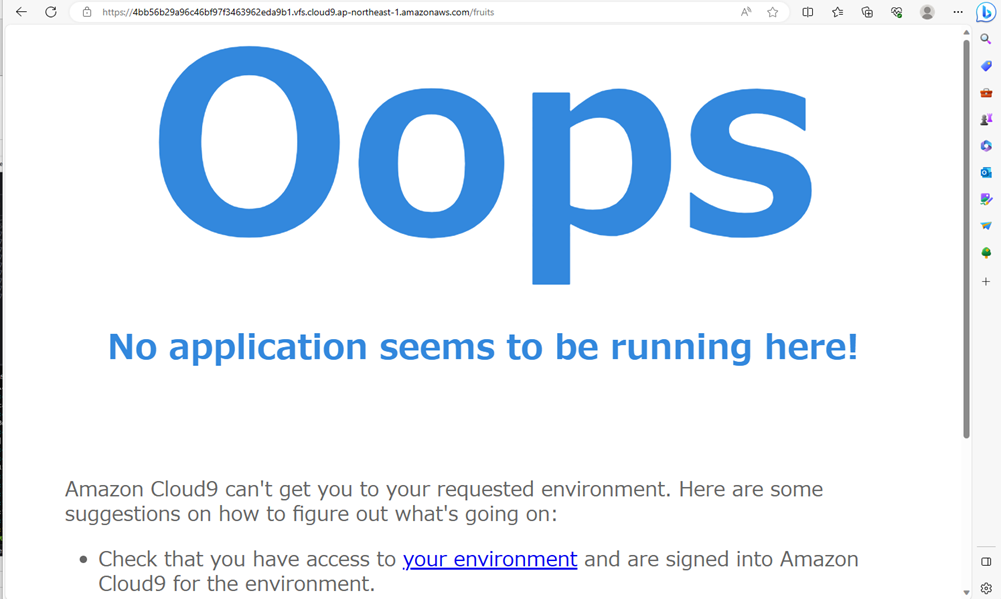 https://4bb56b29a96c46bf97f3463962eda9b1.vfs.cloud9.ap-northeast-1.amazonaws.com/fruits
Oops
No application seems to be running here!
Amazon Cloud9 can't get you to your requested environment. Here are some
suggestions on how to figure out what's going on:
• Check that you have access to your environment and are signed into Amazon
Cloud9 for the environment.